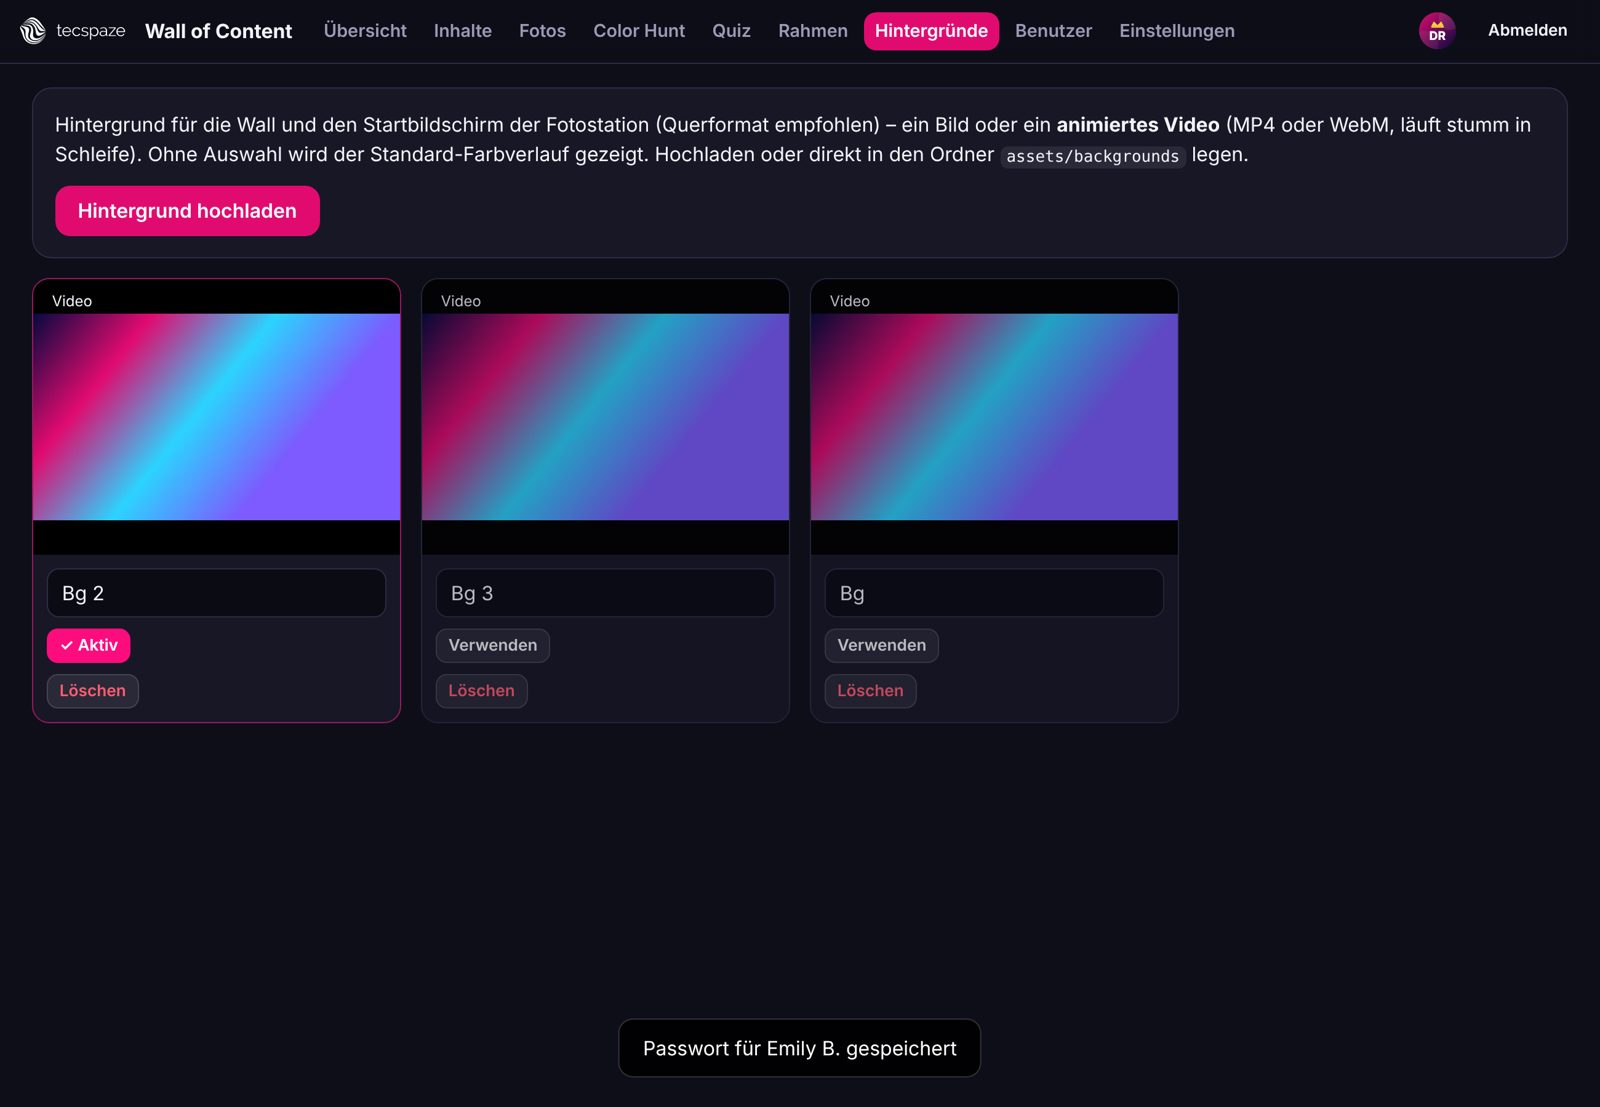 tecspaze Wall of Content Übersicht Inhalte Fotos Color Hunt Quiz Rahmen Hintergründe Benutzer Einstellungen DR Abmelden
Hintergrund für die Wall und den Startbildschirm der Fotostation (Querformat empfohlen) – ein Bild oder ein animiertes Video (MP4 oder WebM, läuft stumm in
Schleife). Ohne Auswahl wird der Standard-Farbverlauf gezeigt. Hochladen oder direkt in den Ordner assets/backgrounds legen.
Hintergrund hochladen
Video
Bg 2
✓ Aktiv
Löschen
Video
Bg 3
Verwenden
Löschen
Video
Bg
Verwenden
Löschen
Passwort für Emily B. gespeichert